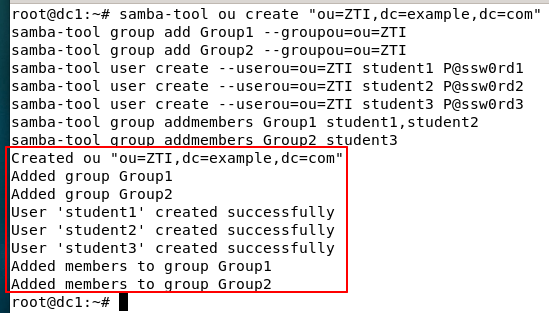 root@dc1:~# samba-tool ou create "ou=ZTI,dc=example,dc=com"
samba-tool group add Group1 --groupou=ou=ZTI
samba-tool group add Group2 --groupou=ou=ZTI
samba-tool user create --userou=ou=ZTI student1 P@ssw0rd1
samba-tool user create --userou=ou=ZTI student2 P@ssw0rd2
samba-tool user create --userou=ou=ZTI student3 P@ssw0rd3
samba-tool group addmembers Group1 student1,student2
samba-tool group addmembers Group2 student3
Created ou "ou=ZTI,dc=example,dc=com"
Added group Group1
Added group Group2
User 'student1' created successfully
User 'student2' created successfully
User 'student3' created successfully
Added members to group Group1
Added members to group Group2
root@dc1:~#